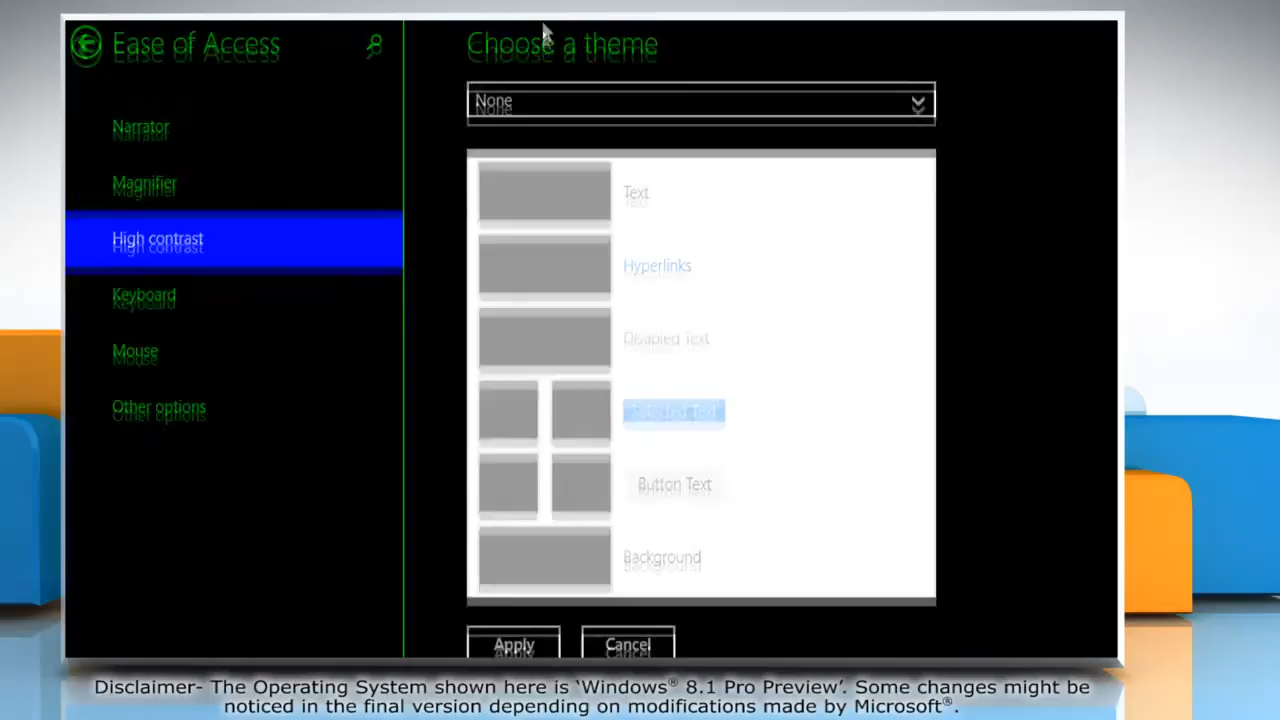 Ease of Access
Narrator
Magnifier
High contrast
Keyboard
Mouse
Other options
Choose a theme
None
Text
Hyperlinks
Disabled Text
Selected Text
Button Text
Background
Apply
Cancel
Disclaimer- The Operating System shown here is ‘Windows® 8.1 Pro Preview’. Some changes might be
noticed in the final version depending on modifications made by Microsoft®.